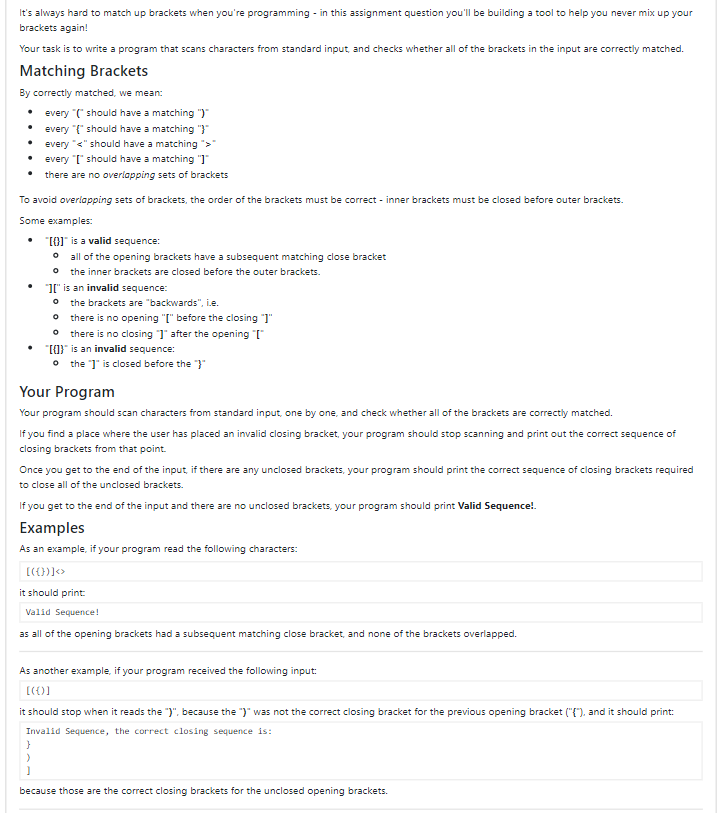 It's always hard to match up brackets when you're programming - in this assignment question you'll be building a tool to help you never mix up your
brackets again!
Your task is to write a program that scans characters from standard input, and checks whether all of the brackets in the input are correctly matched.
Matching Brackets
By correctly matched, we mean:
• every "(" should have a matching ")"
• every "{" should have a matching "}"
• every "<" should have a matching ">"
• every "[" should have a matching "]"
• there are no overlapping sets of brackets
To avoid overlapping sets of brackets, the order of the brackets must be correct - inner brackets must be closed before outer brackets.
Some examples:
• "[{}]" is a valid sequence:
o all of the opening brackets have a subsequent matching close bracket
o the inner brackets are closed before the outer brackets.
• "][" is an invalid sequence:
o the brackets are "backwards", i.e.
o there is no opening "[" before the closing "]"
o there is no closing "]" after the opening "["
• "[{]}" is an invalid sequence:
o the "]" is closed before the "}"
Your Program
Your program should scan characters from standard input, one by one, and check whether all of the brackets are correctly matched.
If you find a place where the user has placed an invalid closing bracket, your program should stop scanning and print out the correct sequence of
closing brackets from that point.
Once you get to the end of the input, if there are any unclosed brackets, your program should print the correct sequence of closing brackets required
to close all of the unclosed brackets.
If you get to the end of the input and there are no unclosed brackets, your program should print Valid Sequence!.
Examples
As an example, if your program read the following characters:
[({})]<>
it should print:
Valid Sequence!
as all of the opening brackets had a subsequent matching close bracket, and none of the brackets overlapped.
As another example, if your program received the following input:
[({)]
it should stop when it reads the ")", because the ")" was not the correct closing bracket for the previous opening bracket ("{"), and it should print:
Invalid Sequence, the correct closing sequence is:
}
)
]
because those are the correct closing brackets for the unclosed opening brackets.